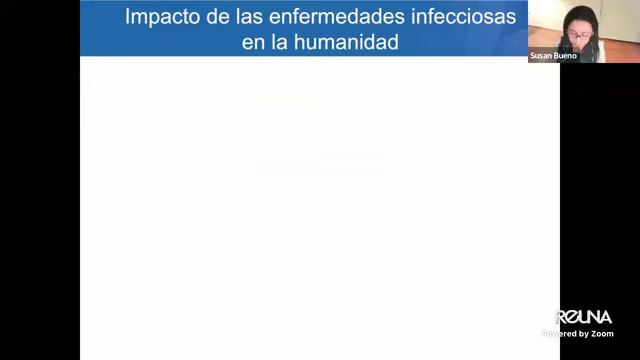 Impacto de las enfermedades infecciosas
en la humanidad
Susan Bueno
REUNA
Powered by Zoom